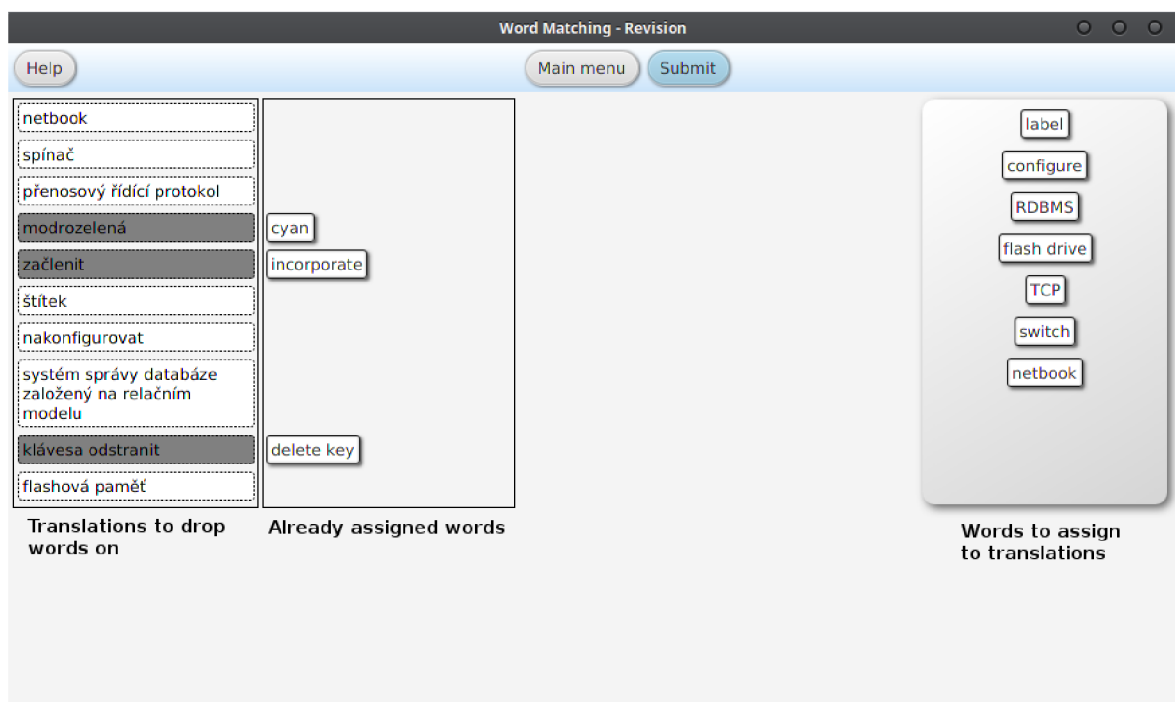 Word Matching - Revision
Help
Main menu
Submit
netbook
spínač
přenosový řídící protokol
modrozelená
cyan
začlenit
incorporate
štítek
nakonfigurovat
systém správy databáze
založený na relačním
modelu
klávesa odstranit
delete key
flashová paměť
Translations to drop
words on
Already assigned words
label
configure
RDBMS
flash drive
TCP
switch
netbook
Words to assign
to translations